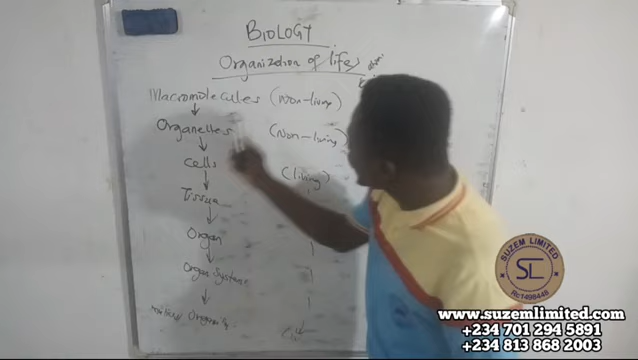 BIOLOGY
Organization of life
Macromolecules (Non-living)
Organelles (Non-living)
Cells (living)
Tissue
Organ
Organ System
SUZEM LIMITED
SL
Rc1498448
www.suzemlimited.com
+234 701 294 5891
+234 813 868 2003